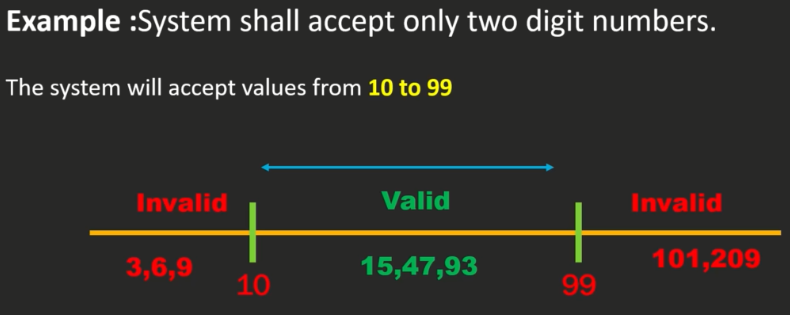 Example :System shall accept only two digit numbers.
The system will accept values from 10 to 99
Invalid Valid Invalid
3,6,9 15,47,93 101,209
10 99